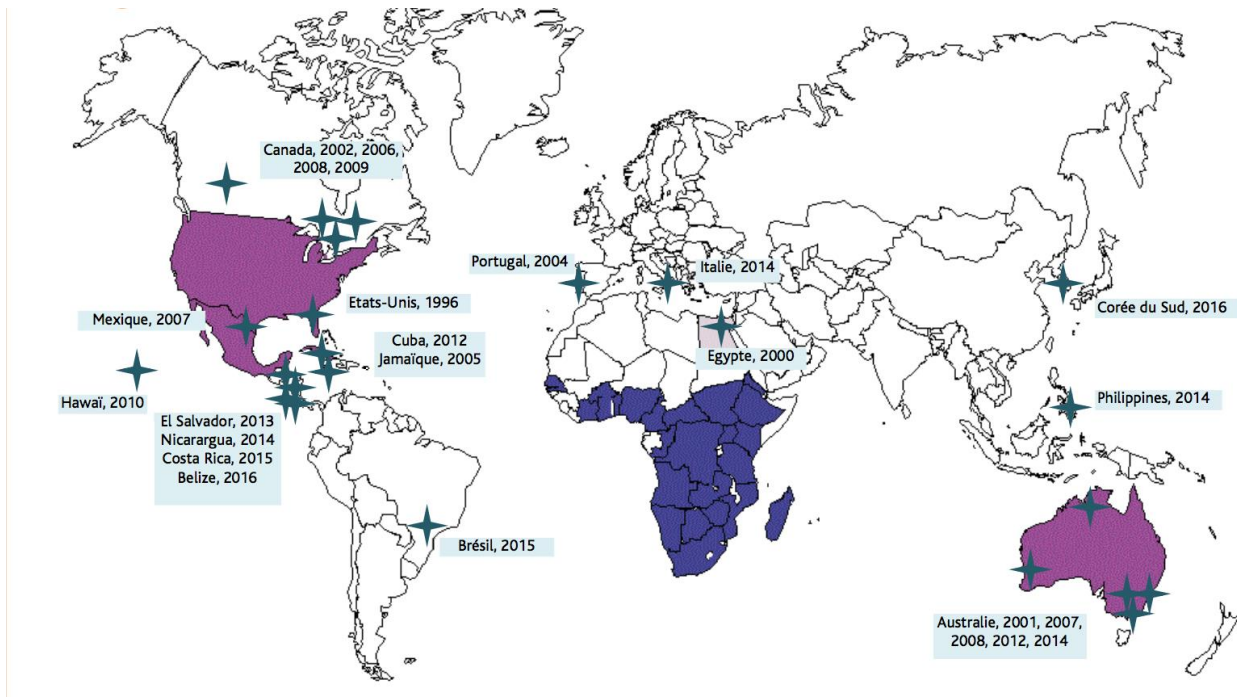 Canada, 2002, 2006,
2008, 2009
Portugal, 2004
Italie, 2014
Etats-Unis, 1996
Mexique, 2007
Corée du Sud, 2016
Cuba, 2012
Jamaïque, 2005
Egypte, 2000
Hawaï, 2010
Philippines, 2014
El Salvador, 2013
Nicarargua, 2014
Costa Rica, 2015
Belize, 2016
Brésil, 2015
Australie, 2001, 2007,
2008, 2012, 2014